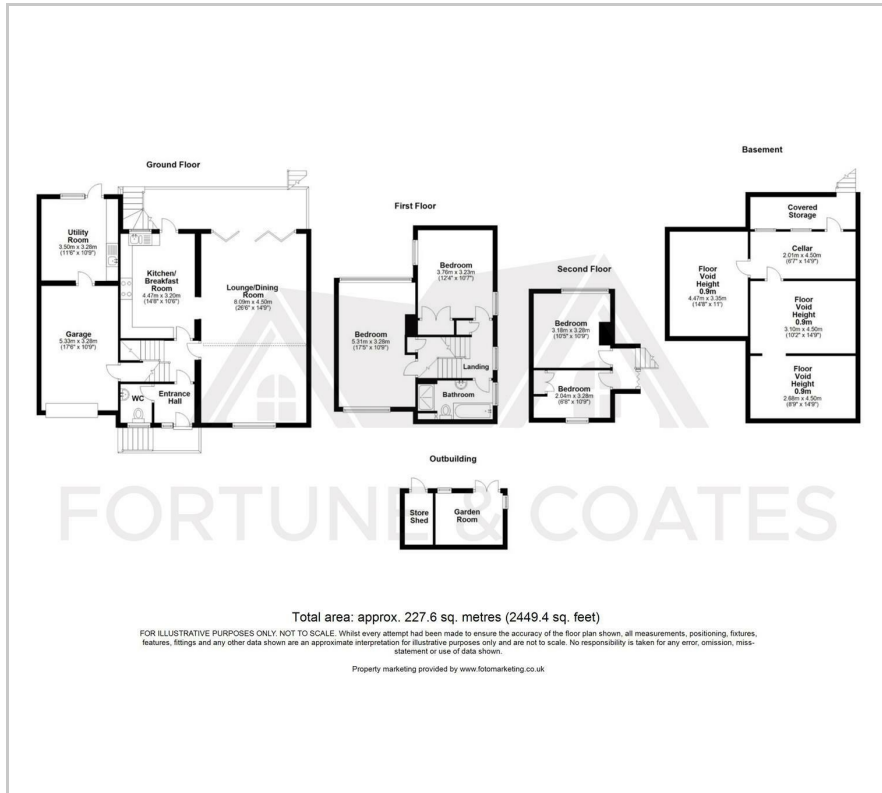 Ground Floor
Utility
Room
3.50m x 3.28m
(11'6" x 10'9")
Kitchen/
Breakfast
Room
4.47m x 3.20m
(14'8" x 10'6")
Lounge/Dining
Room
8.09m x 4.50m
(26'6" x 14'9")
Garage
5.33m x 3.28m
(17'6" x 10'9")
WC
Entrance
Hall
First Floor
Bedroom
3.76m x 3.23m
(12'4" x 10'7")
Bedroom
5.31m x 3.28m
(17'5" x 10'9")
Landing
Bathroom
Second Floor
Bedroom
3.18m x 3.28m
(10'5" x 10'9")
Bedroom
2.04m x 3.28m
(6'8" x 10'9")
Basement
Covered
Storage
Cellar
2.01m x 4.50m
(6'7" x 14'9")
Floor
Void
Height
0.9m
4.47m x 3.35m
(14'8" x 11')
Floor
Void
Height
0.9m
3.10m x 4.50m
(10'2" x 14'9")
Floor
Void
Height
0.9m
2.68m x 4.50m
(8'9" x 14'9")
Outbuilding
Store
Shed
Garden
Room
FORTUNE & COATES
Total area: approx. 227.6 sq. metres (2449.4 sq. feet)
FOR ILLUSTRATIVE PURPOSES ONLY. NOT TO SCALE. Whilst every attempt had been made to ensure the accuracy of the floor plan shown, all measurements, positioning, fixtures,
features, fittings and any other data shown are an approximate interpretation for illustrative purposes only and are not to scale. No responsibility is taken for any error, omission, miss-
statement or use of data shown.
Property marketing provided by www.fotomarketing.co.uk